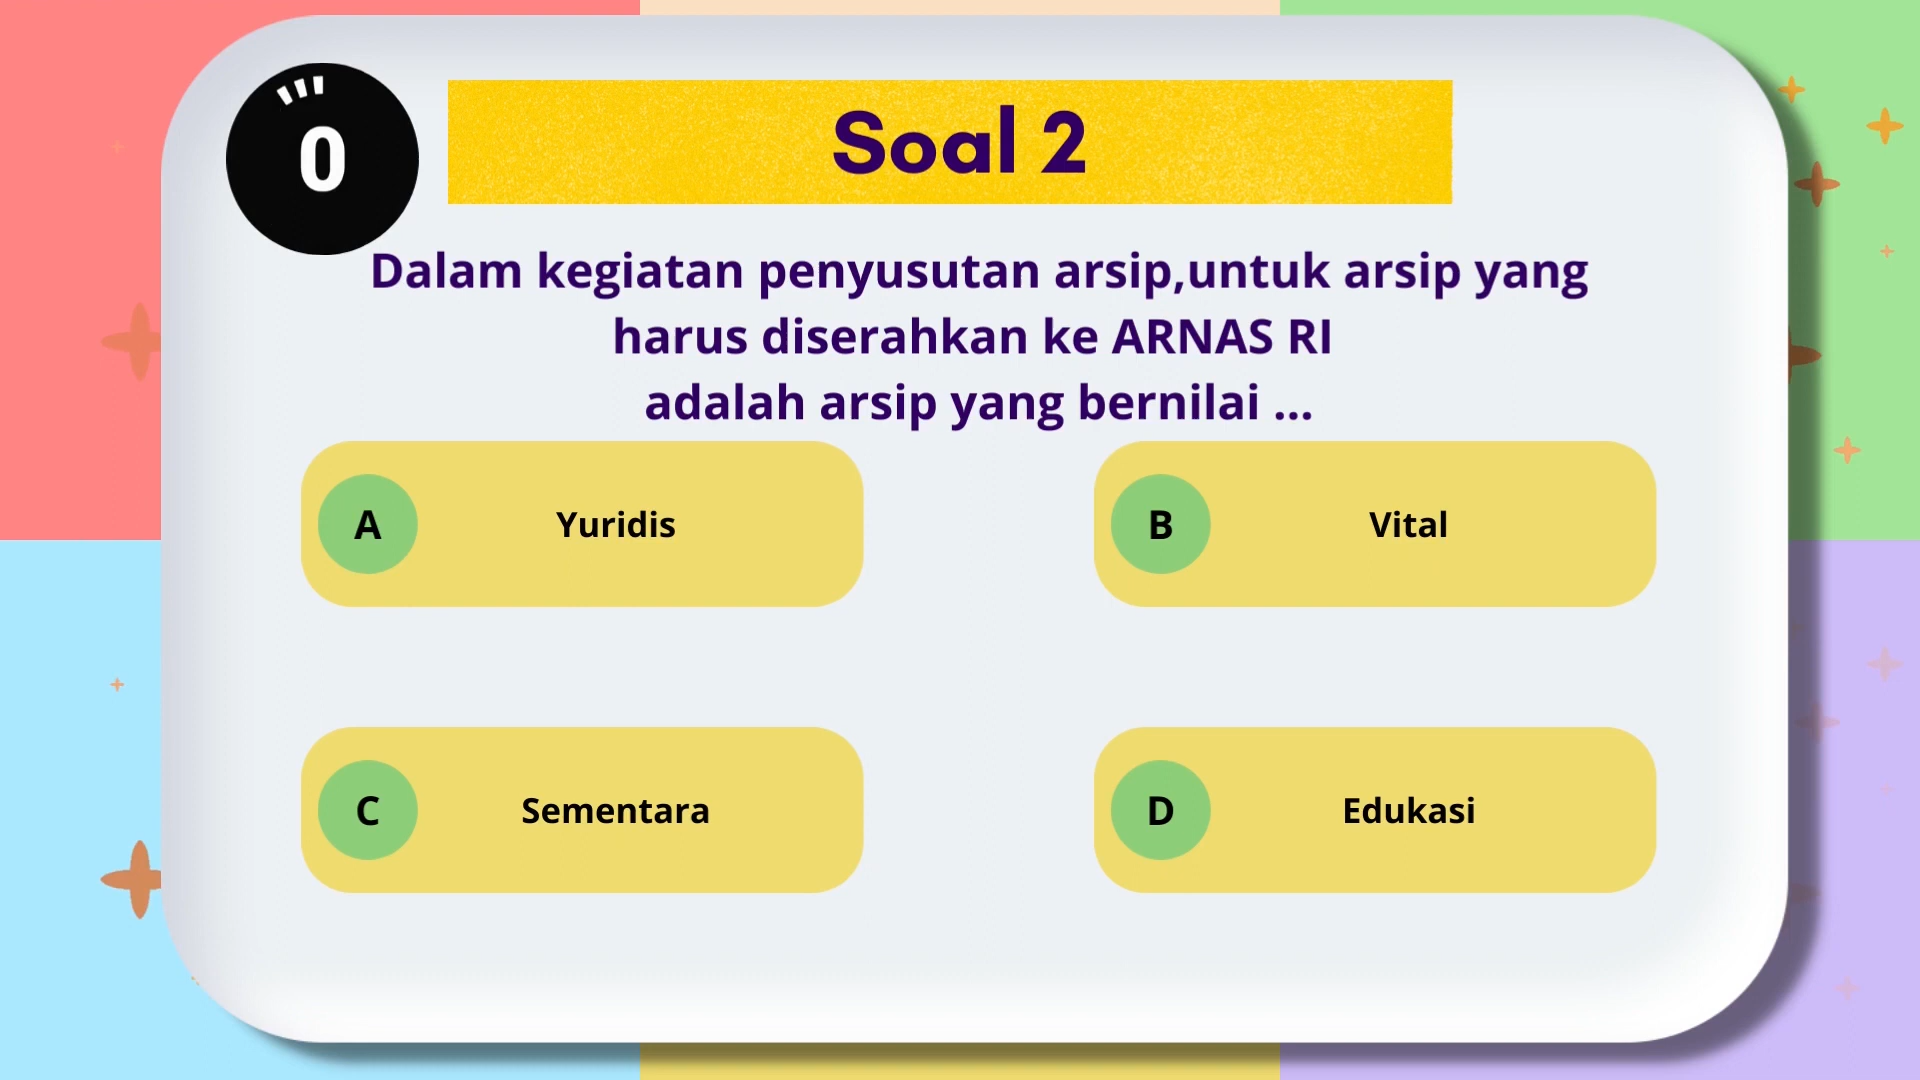 0
Soal 2
Dalam kegiatan penyusutan arsip,untuk arsip yang
harus diserahkan ke ARNAS RI
adalah arsip yang bernilai ...
A Yuridis
B Vital
C Sementara
D Edukasi